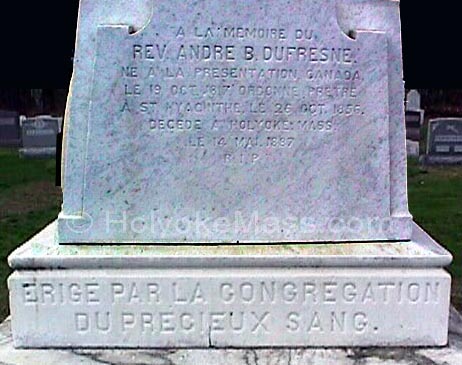 A LA MEMOIRE DU
REV. ANDRE B. DUFRESNE.
NE A LA PRESENTATION, CANADA
LE 19 OCT. 1817. ORDONNE PRETRE
A ST. HYACINTHE, LE 26 OCT. 1856,
DECEDE A HOLYOKE, MASS.
LE 14 MAI. 1887
R.I.P.
© HolyokeMass.com
ERIGE PAR LA CONGREGATION
DU PRECIEUX SANG.